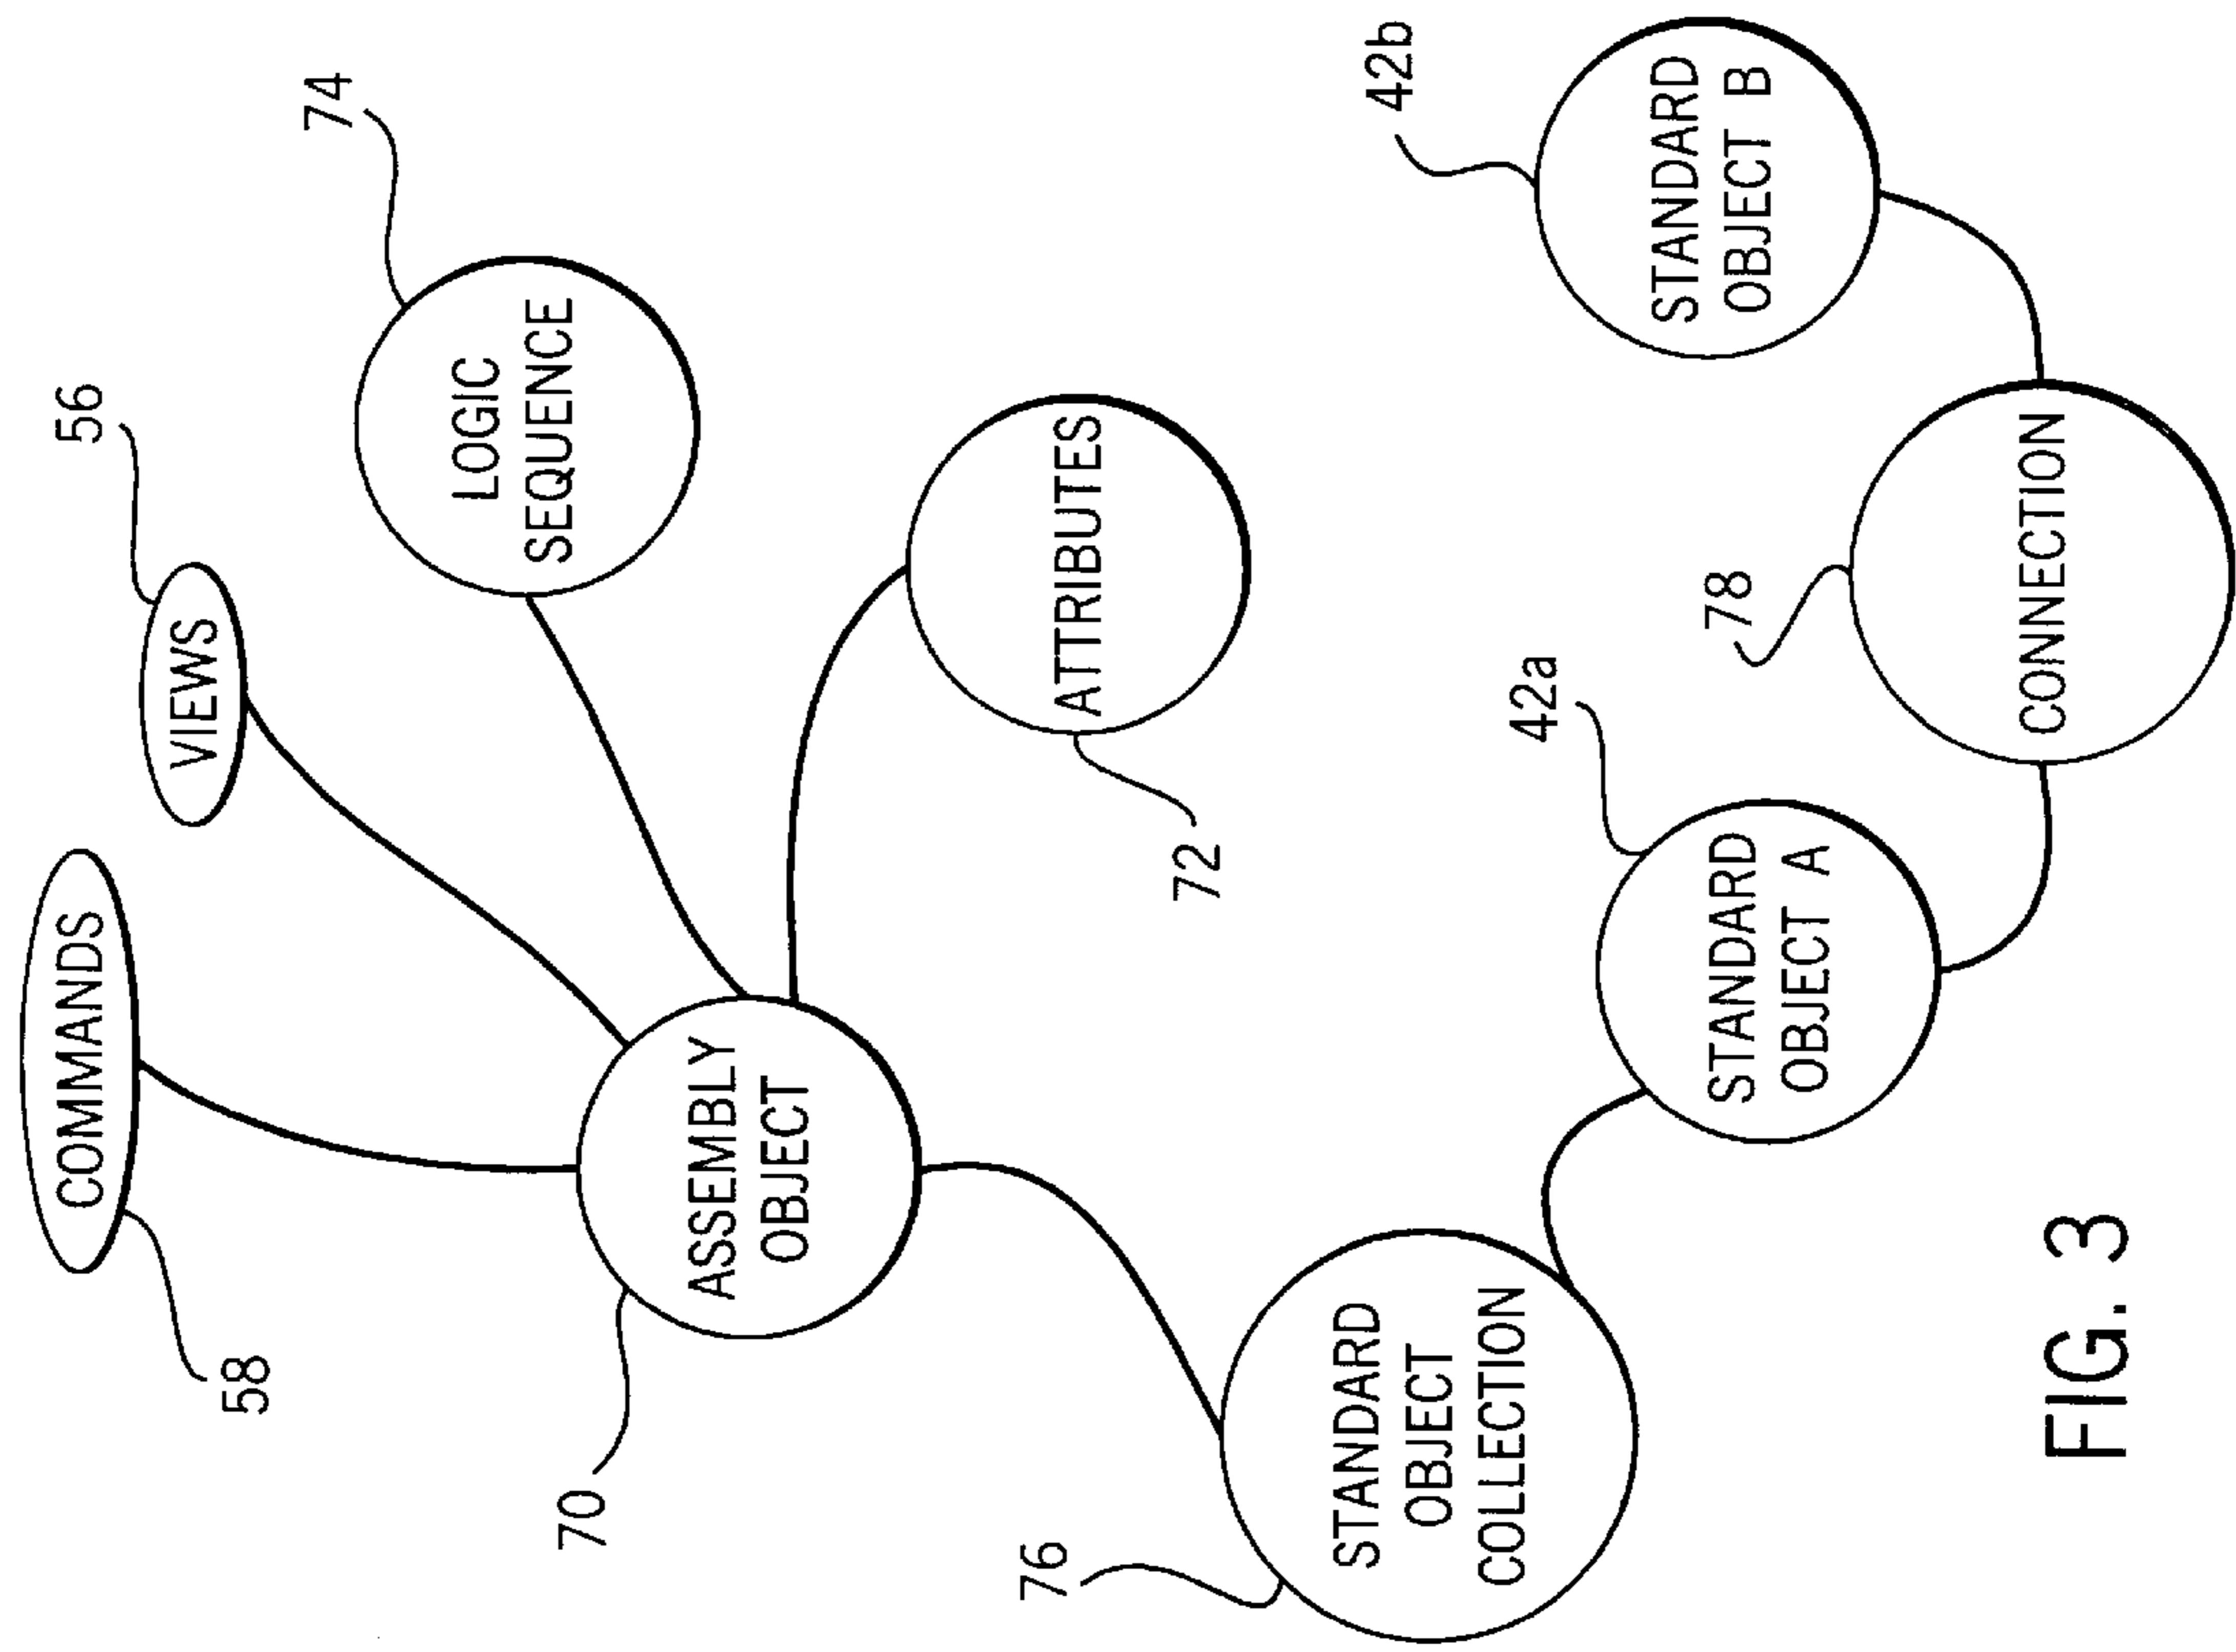 COMMANDS
58
VIEWS
56
74
LOGIC
SEQUENCE
70
ASSEMBLY
OBJECT
ATTRIBUTES
72
76
STANDARD
OBJECT
COLLECTION
42a
STANDARD
OBJECT A
42b
STANDARD
OBJECT B
78
CONNECTION
FIG. 3